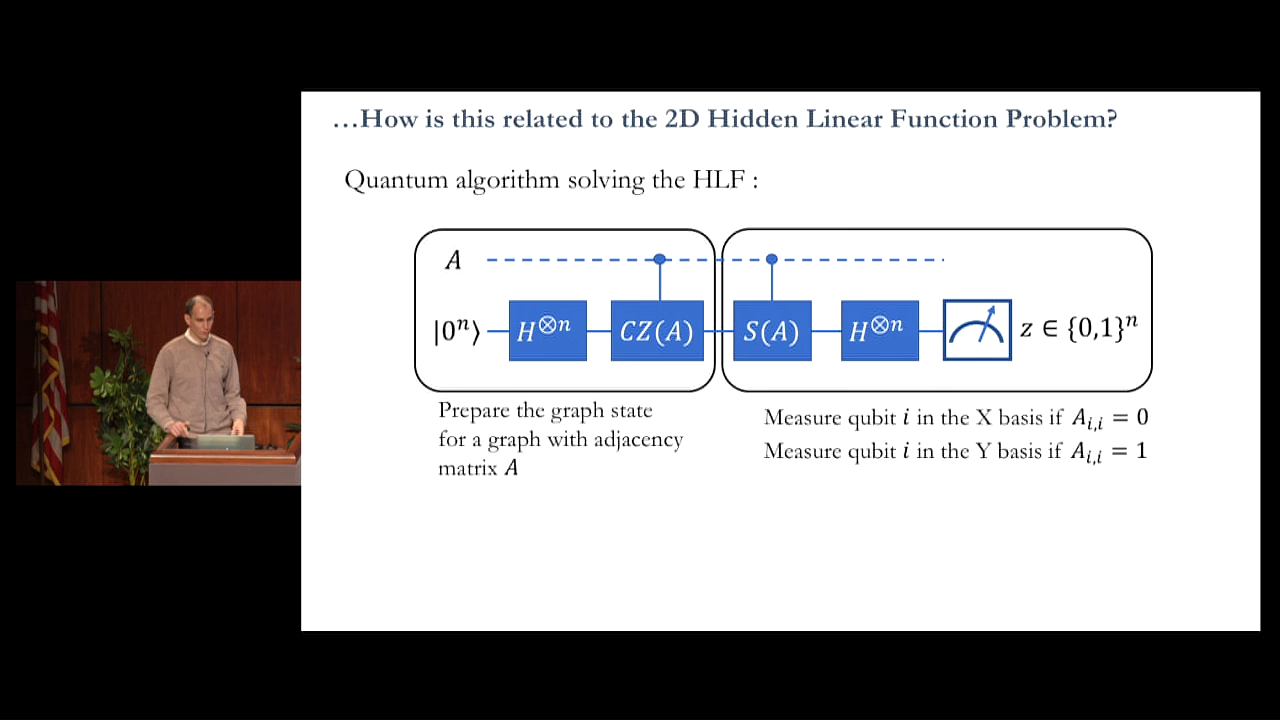 …How is this related to the 2D Hidden Linear Function Problem?
Quantum algorithm solving the HLF :
A
|0ⁿ⟩ H⊗ⁿ CZ(A) S(A) H⊗ⁿ z ∈ {0,1}ⁿ
Prepare the graph state
for a graph with adjacency
matrix A
Measure qubit i in the X basis if Aᵢ,ᵢ = 0
Measure qubit i in the Y basis if Aᵢ,ᵢ = 1